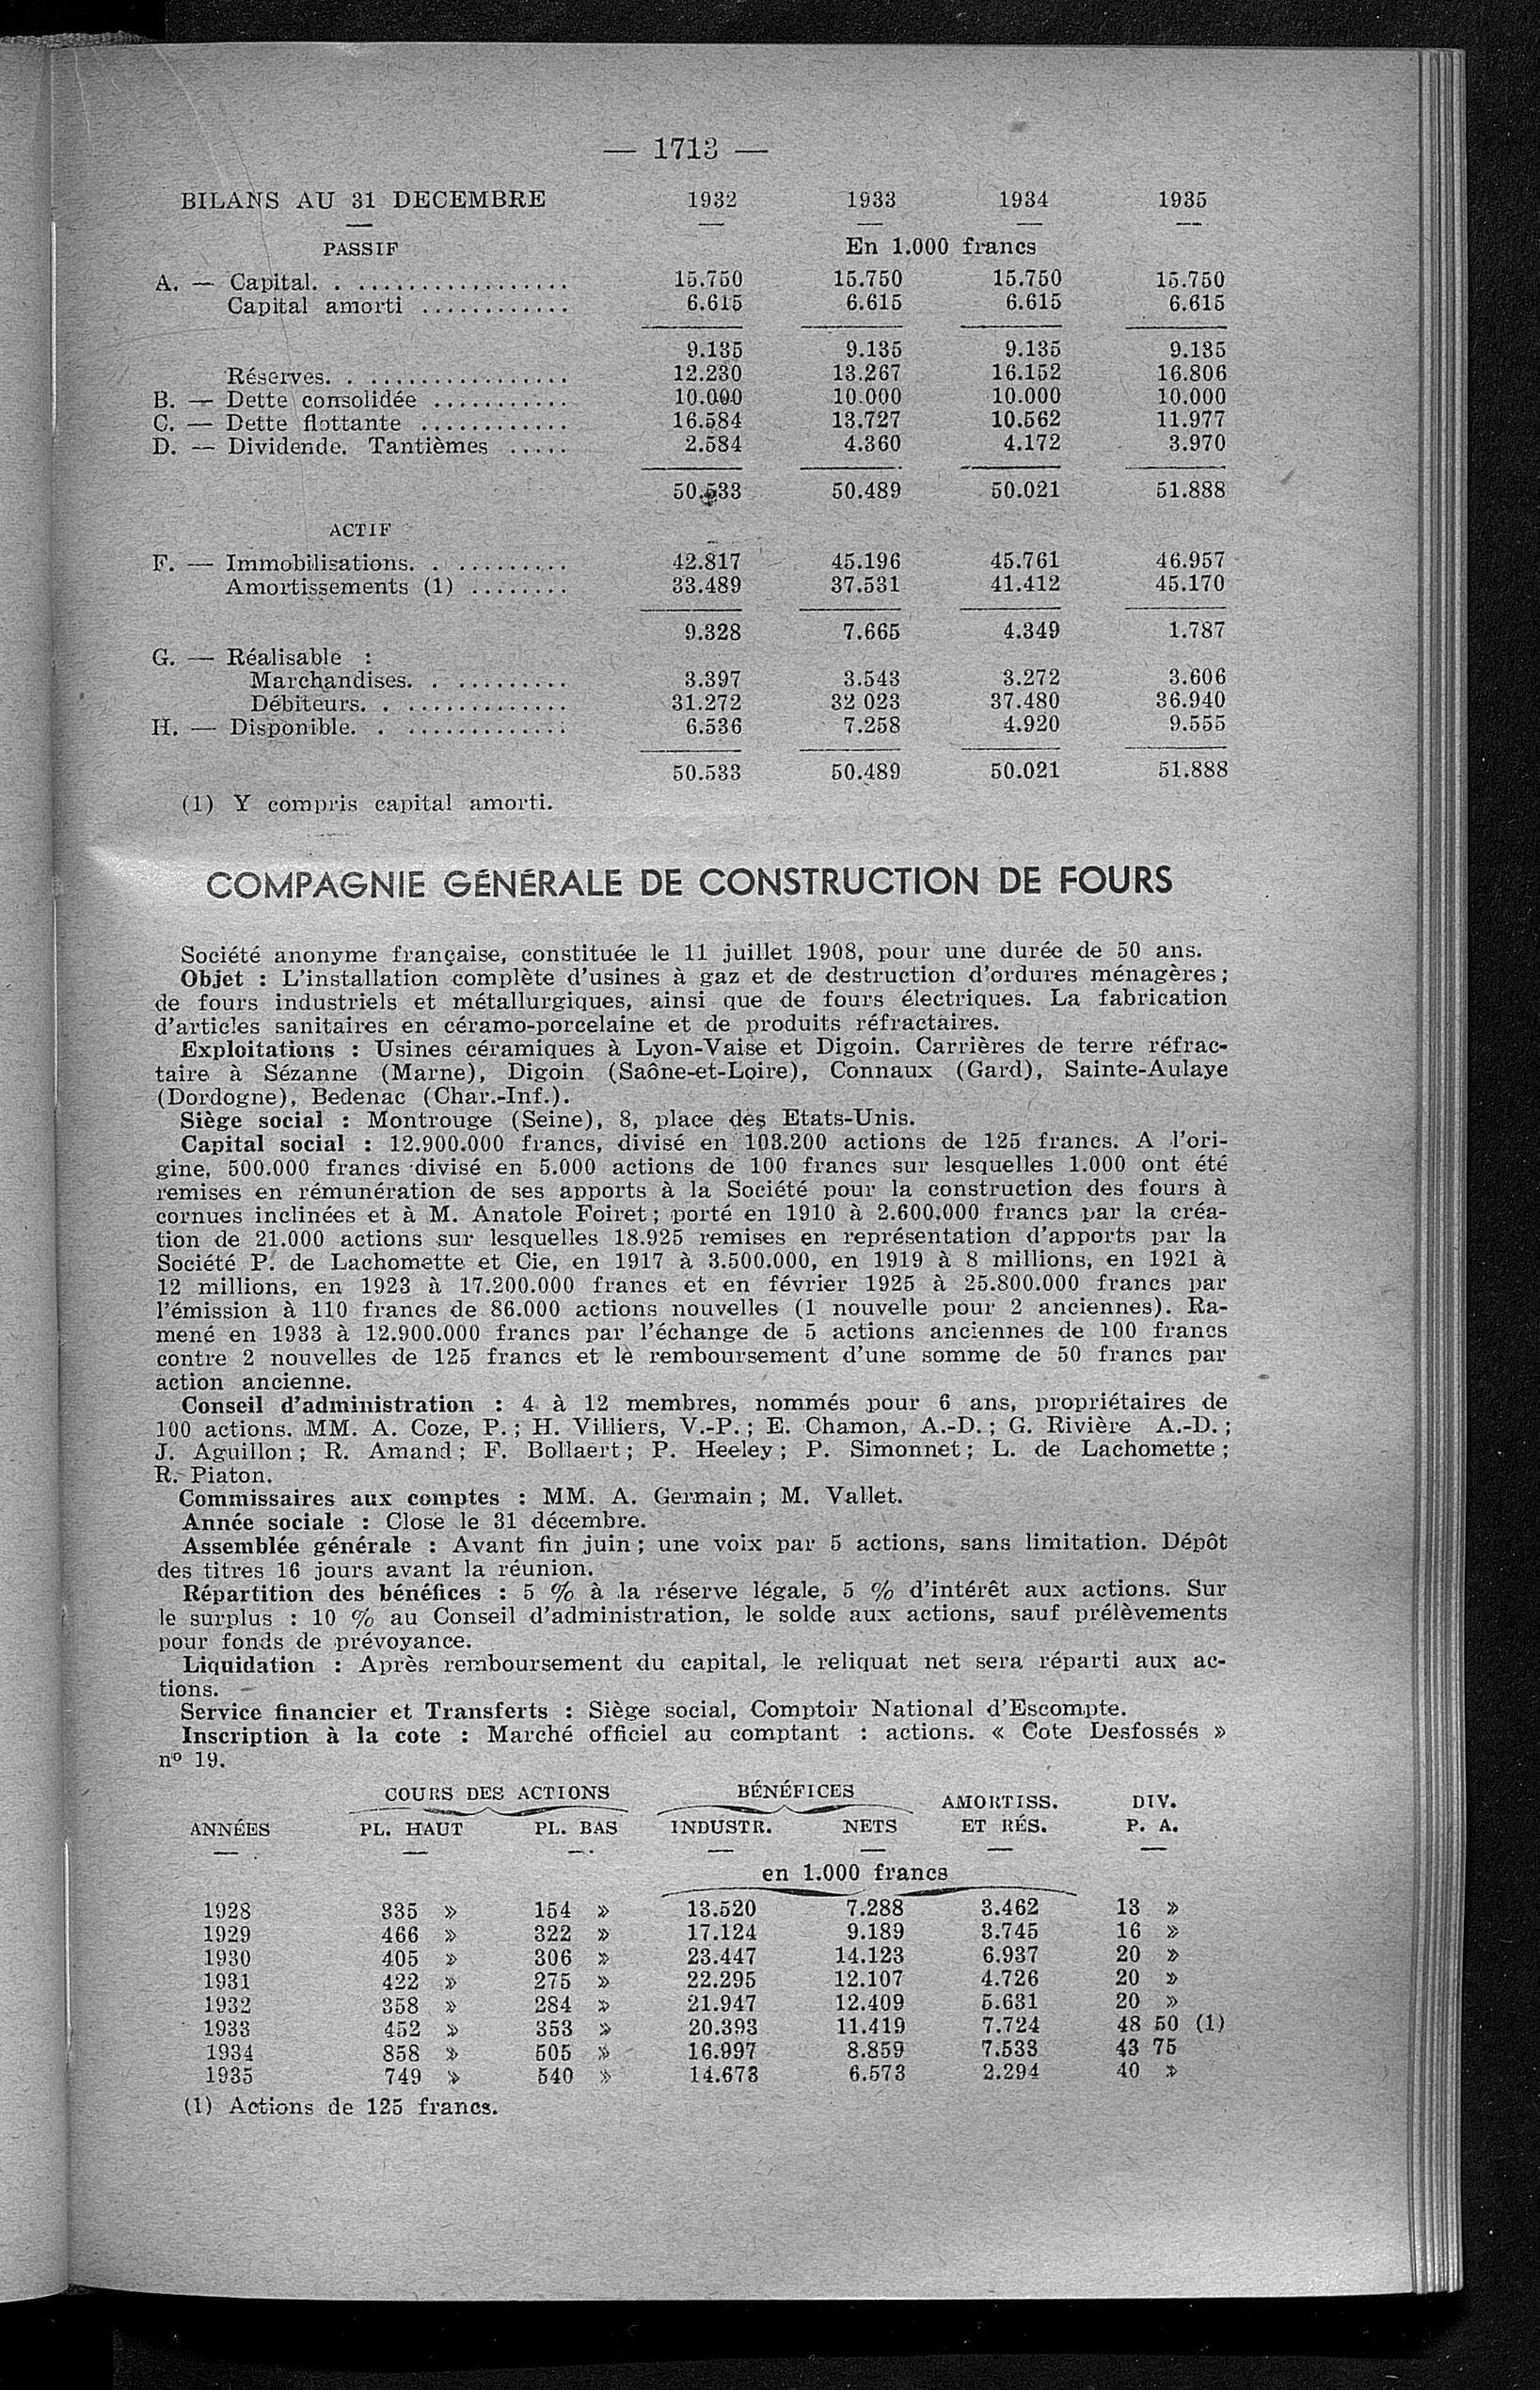 — 1713 —
BILANS AU 31 DECEMBRE 1932 1933 1934 1935
PASSIF En 1.000 francs
A. — Capital. . .................. 15.750 15.750 15.750 15.750
Capital amorti ............ 6.615 6.615 6.615 6.615
9.135 9.135 9.135 9.135
Réserves. . ................ 12.230 13.267 16.152 16.806
B. — Dette consolidée ........... 10.000 10.000 10.000 10.000
C. — Dette flottante ............ 16.584 13.727 10.562 11.977
D. — Dividende. Tantièmes ..... 2.584 4.360 4.172 3.970
50.533 50.489 50.021 51.888
ACTIF
F. — Immobilisations. . ......... 42.817 45.196 45.761 46.957
Amortissements (1) ........ 33.489 37.531 41.412 45.170
9.328 7.665 4.349 1.787
G. — Réalisable :
Marchandises. . ......... 3.397 3.543 3.272 3.606
Débiteurs. . ............. 31.272 32 023 37.480 36.940
H. — Disponible. . ............. 6.536 7.258 4.920 9.555
50.533 50.489 50.021 51.888
(1) Y compris capital amorti.
COMPAGNIE GÉNÉRALE DE CONSTRUCTION DE FOURS
Société anonyme française, constituée le 11 juillet 1908, pour une durée de 50 ans.
Objet : L'installation complète d'usines à gaz et de destruction d'ordures ménagères;
de fours industriels et métallurgiques, ainsi que de fours électriques. La fabrication
d'articles sanitaires en céramo-porcelaine et de produits réfractaires.
Exploitations : Usines céramiques à Lyon-Vaise et Digoin. Carrières de terre réfrac-
taire à Sézanne (Marne), Digoin (Saône-et-Loire), Connaux (Gard), Sainte-Aulaye
(Dordogne), Bedenac (Char.-Inf.).
Siège social : Montrouge (Seine), 8, place des Etats-Unis.
Capital social : 12.900.000 francs, divisé en 103.200 actions de 125 francs. A l'ori-
gine, 500.000 francs divisé en 5.000 actions de 100 francs sur lesquelles 1.000 ont été
remises en rémunération de ses apports à la Société pour la construction des fours à
cornues inclinées et à M. Anatole Foiret; porté en 1910 à 2.600.000 francs par la créa-
tion de 21.000 actions sur lesquelles 18.925 remises en représentation d'apports par la
Société P. de Lachomette et Cie, en 1917 à 3.500.000, en 1919 à 8 millions, en 1921 à
12 millions, en 1923 à 17.200.000 francs et en février 1925 à 25.800.000 francs par
l'émission à 110 francs de 86.000 actions nouvelles (1 nouvelle pour 2 anciennes). Ra-
mené en 1933 à 12.900.000 francs par l'échange de 5 actions anciennes de 100 francs
contre 2 nouvelles de 125 francs et le remboursement d'une somme de 50 francs par
action ancienne.
Conseil d'administration : 4 à 12 membres, nommés pour 6 ans, propriétaires de
100 actions. MM. A. Coze, P.; H. Villiers, V.-P.; E. Chamon, A.-D.; G. Rivière A.-D.;
J. Aguillon; R. Amand; F. Bollaert; P. Heeley; P. Simonnet; L. de Lachomette;
R. Piaton.
Commissaires aux comptes : MM. A. Germain; M. Vallet.
Année sociale : Close le 31 décembre.
Assemblée générale : Avant fin juin; une voix par 5 actions, sans limitation. Dépôt
des titres 16 jours avant la réunion.
Répartition des bénéfices : 5 % à la réserve légale, 5 % d'intérêt aux actions. Sur
le surplus : 10 % au Conseil d'administration, le solde aux actions, sauf prélèvements
pour fonds de prévoyance.
Liquidation : Après remboursement du capital, le reliquat net sera réparti aux ac-
tions.
Service financier et Transferts : Siège social, Comptoir National d'Escompte.
Inscription à la cote : Marché officiel au comptant : actions. « Cote Desfossés »
nº 19.
COURS DES ACTIONS BÉNÉFICES AMORTISS. DIV.
ANNÉES PL. HAUT PL. BAS INDUSTR. NETS ET RÉS. P. A.
en 1.000 francs
1928 335 » 154 » 13.520 7.288 3.462 13 »
1929 466 » 322 » 17.124 9.189 3.745 16 »
1930 405 » 306 » 23.447 14.123 6.937 20 »
1931 422 » 275 » 22.295 12.107 4.726 20 »
1932 358 » 284 » 21.947 12.409 5.631 20 »
1933 452 » 353 » 20.393 11.419 7.724 48 50 (1)
1934 858 » 505 » 16.997 8.859 7.533 43 75
1935 749 » 540 » 14.673 6.573 2.294 40 »
(1) Actions de 125 francs.